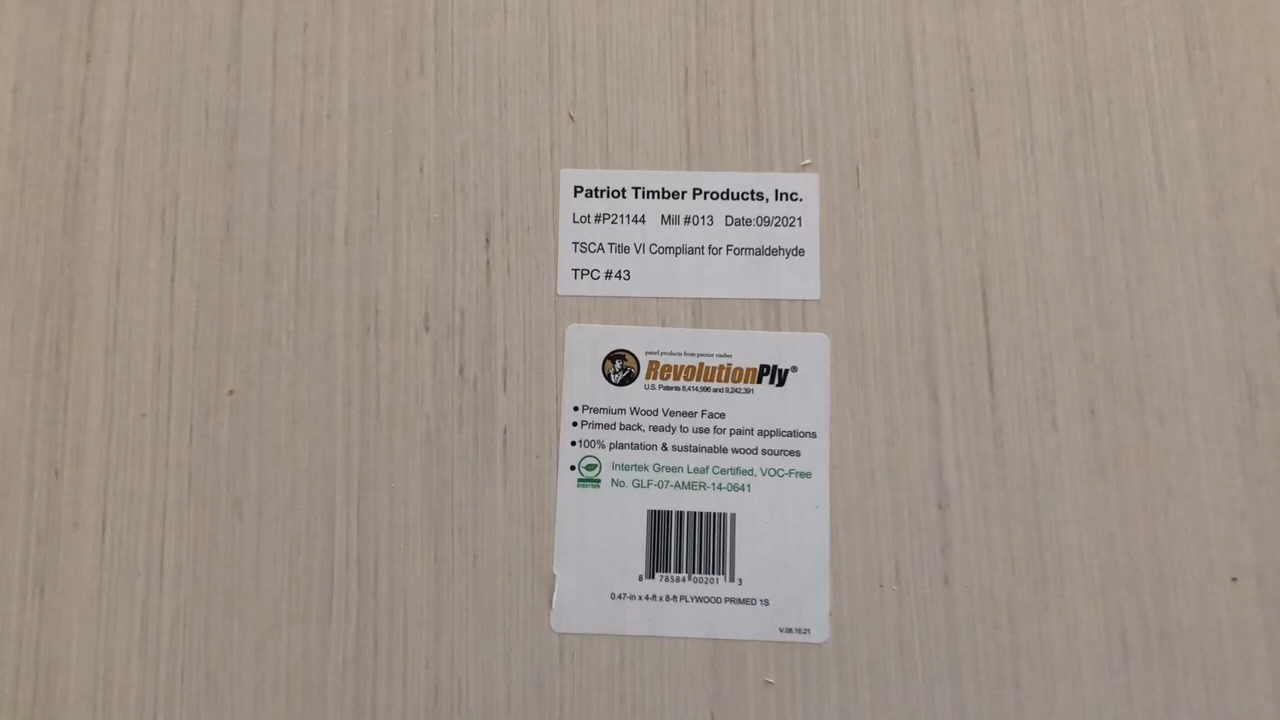 Patriot Timber Products, Inc.
Lot #P21144 Mill #013 Date:09/2021
TSCA Title VI Compliant for Formaldehyde
TPC #43
panel products from patriot timber
RevolutionPly®
U.S. Patents 8,414,996 and 9,242,391
• Premium Wood Veneer Face
• Primed back, ready to use for paint applications
•100% plantation & sustainable wood sources
• Intertek Green Leaf Certified, VOC-Free
Intertek No. GLF-07-AMER-14-0641
8 78584 00201 3
0.47-in x 4-ft x 8-ft PLYWOOD PRIMED 1S
V:08.16.21